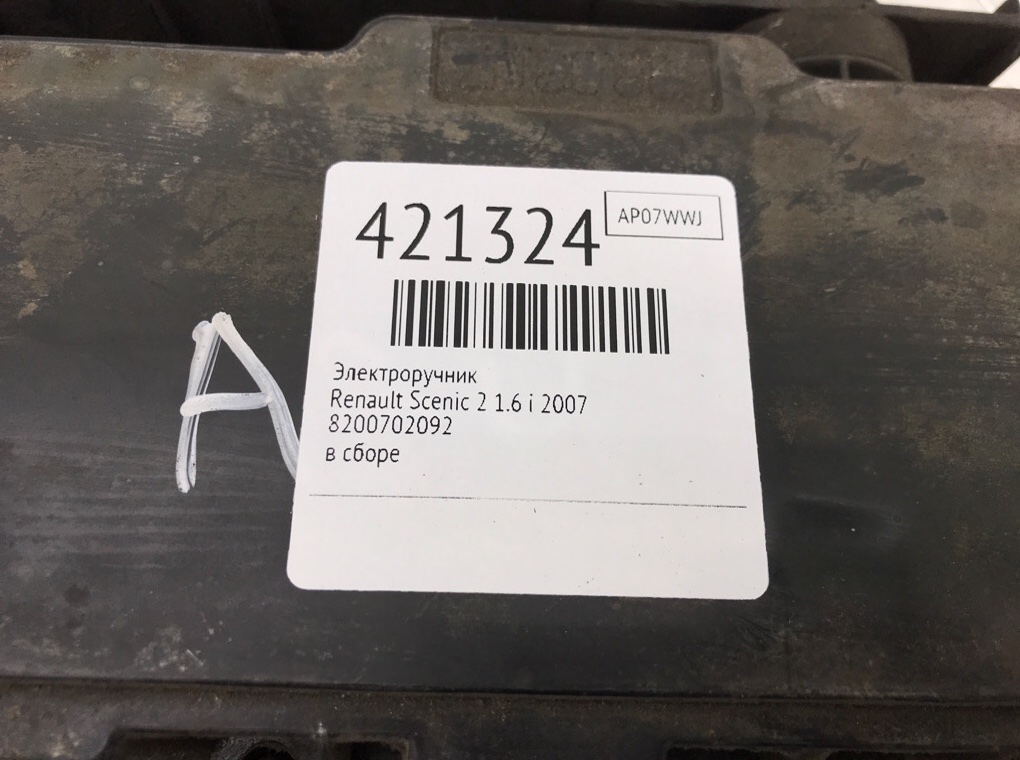 421324
AP07WWJ
Электроручник
Renault Scenic 2 1.6 i 2007
8200702092
в сборе
A